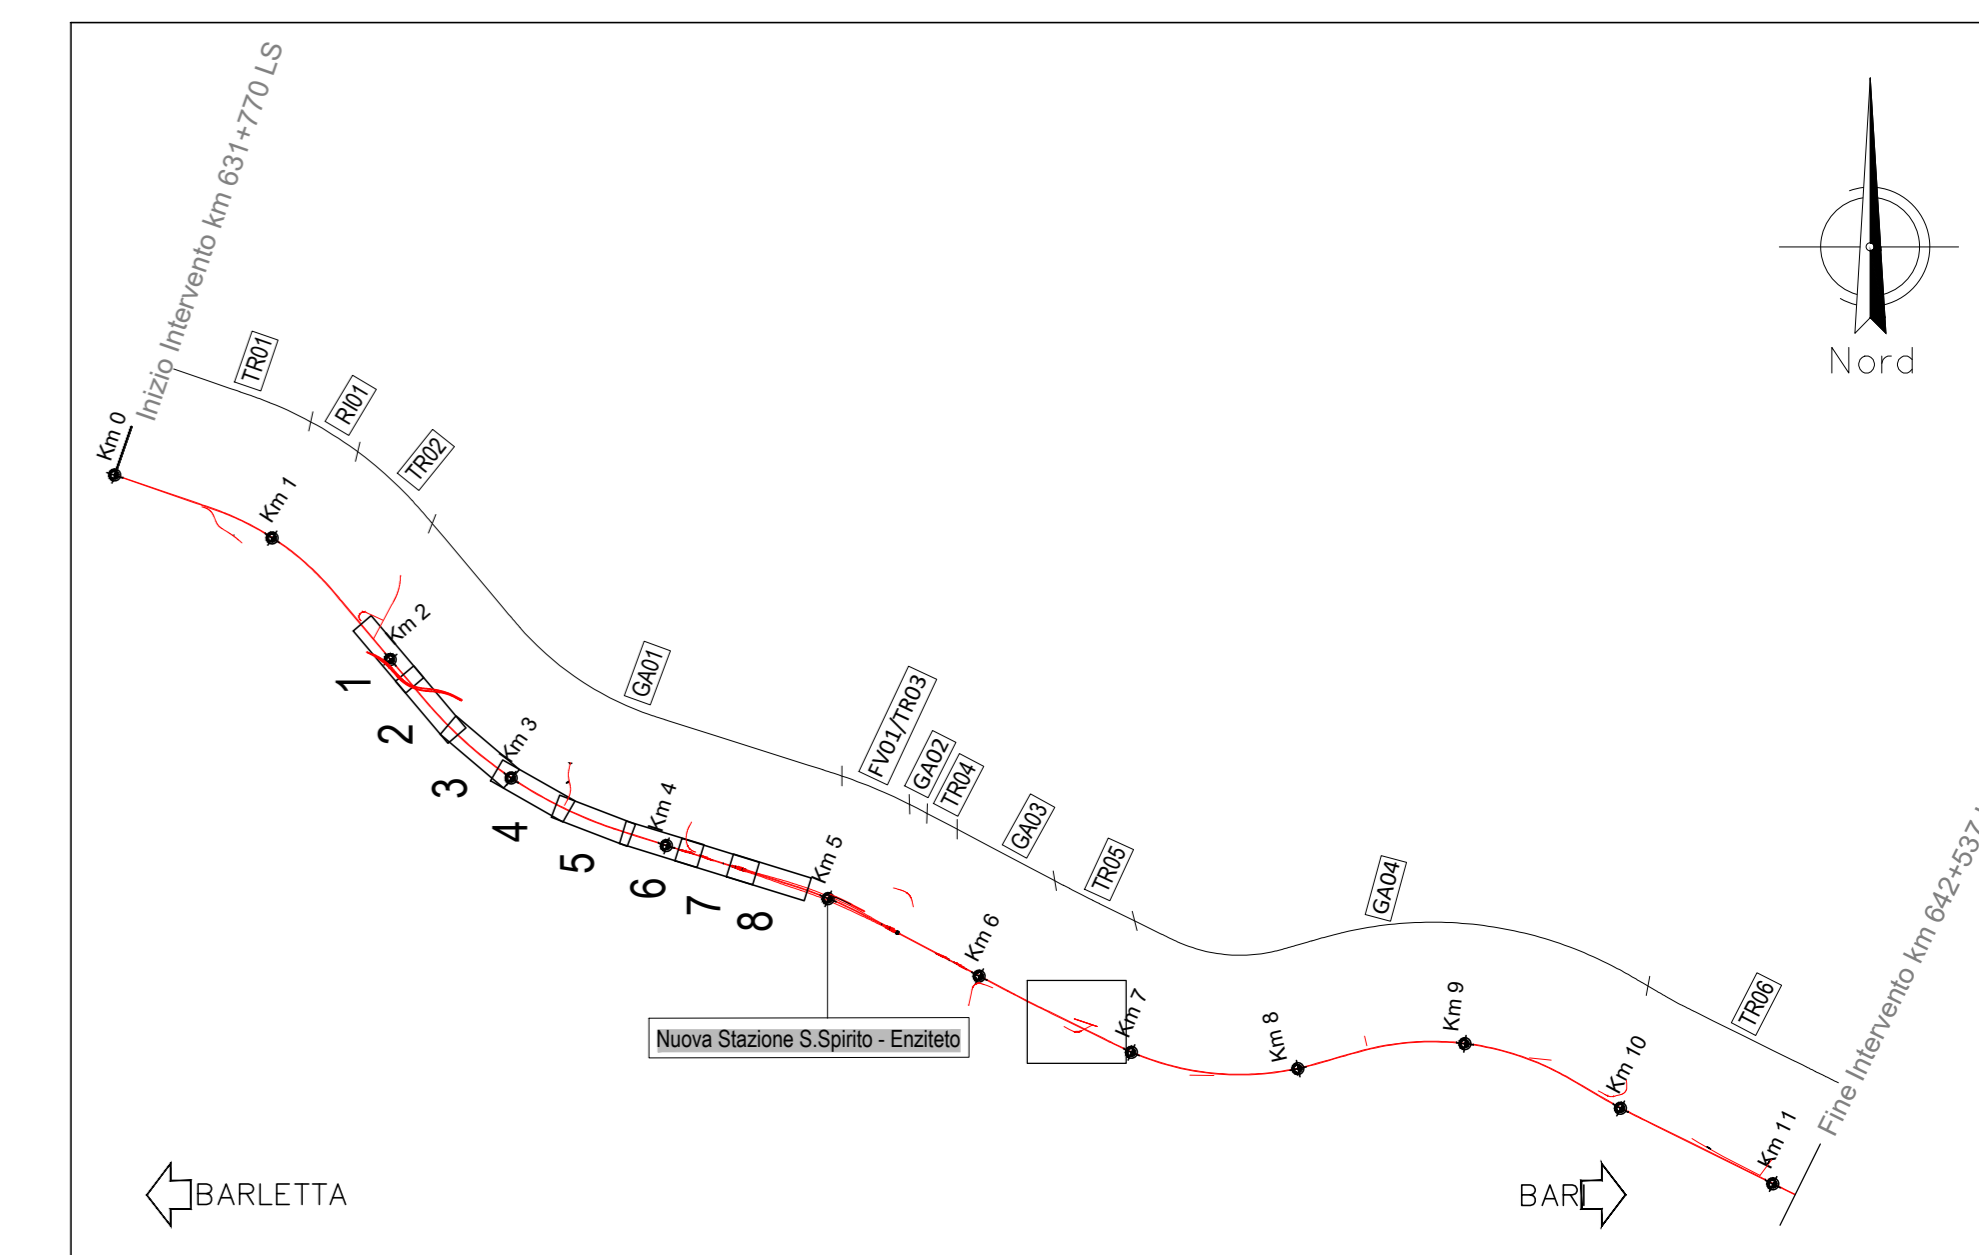 Inizio Intervento km 631+770 LS
Nord
TR01
RI01
TR02
GA01
FV01/TR03
GA02
TR04
GA03
TR05
GA04
TR06
Km 0
Km 1
Km 2
Km 3
Km 4
Km 5
Km 6
Km 7
Km 8
Km 9
Km 10
Km 11
1
2
3
4
5
6
7
8
Nuova Stazione S.Spirito - Enziteto
Fine Intervento km 642+537
BARLETTA
BARI